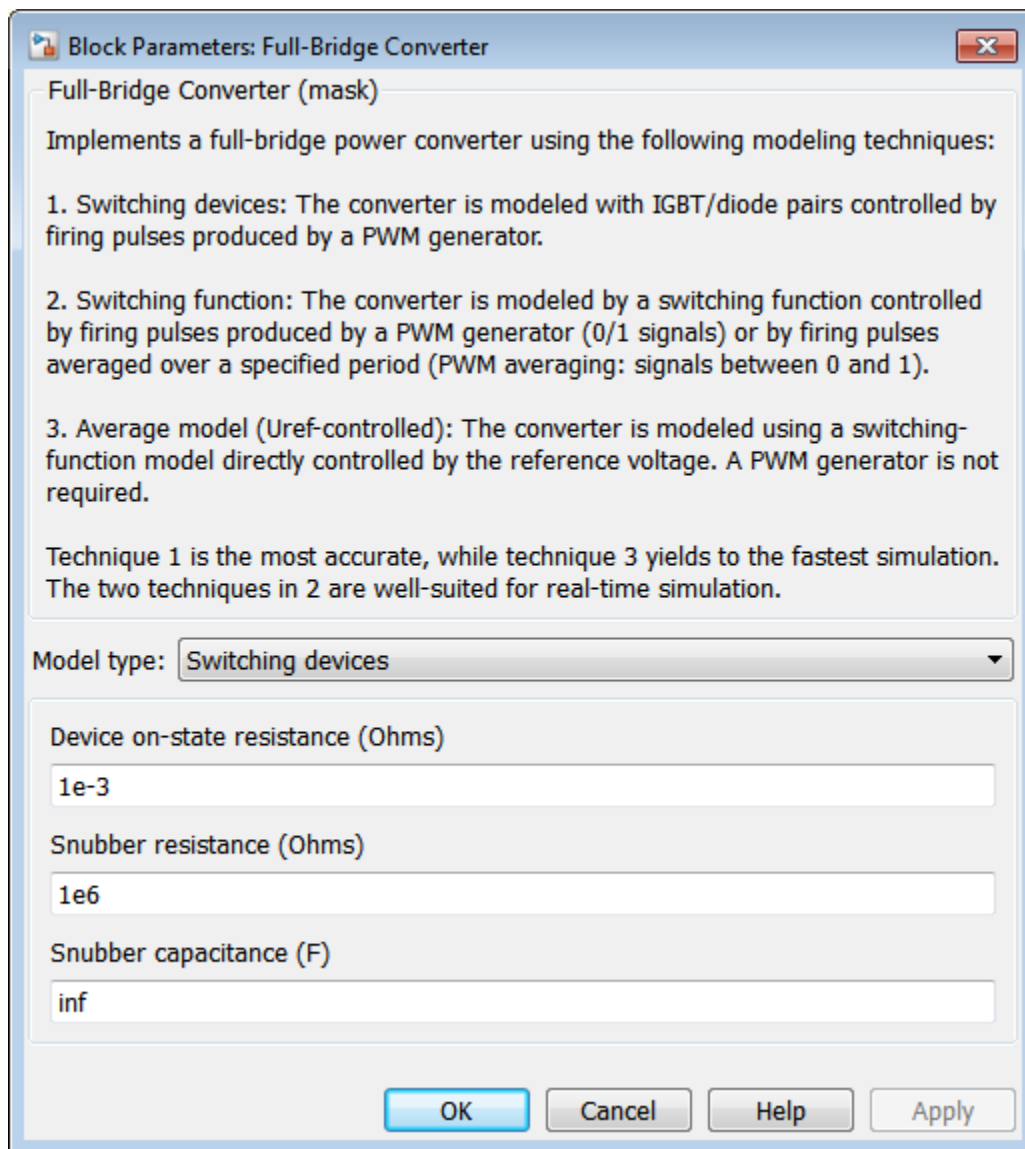 Block Parameters: Full-Bridge Converter
Full-Bridge Converter (mask)
Implements a full-bridge power converter using the following modeling techniques:
1. Switching devices: The converter is modeled with IGBT/diode pairs controlled by
firing pulses produced by a PWM generator.
2. Switching function: The converter is modeled by a switching function controlled
by firing pulses produced by a PWM generator (0/1 signals) or by firing pulses
averaged over a specified period (PWM averaging: signals between 0 and 1).
3. Average model (Uref-controlled): The converter is modeled using a switching-
function model directly controlled by the reference voltage. A PWM generator is not
required.
Technique 1 is the most accurate, while technique 3 yields to the fastest simulation.
The two techniques in 2 are well-suited for real-time simulation.
Model type: Switching devices
Device on-state resistance (Ohms)
1e-3
Snubber resistance (Ohms)
1e6
Snubber capacitance (F)
inf
OK Cancel Help Apply